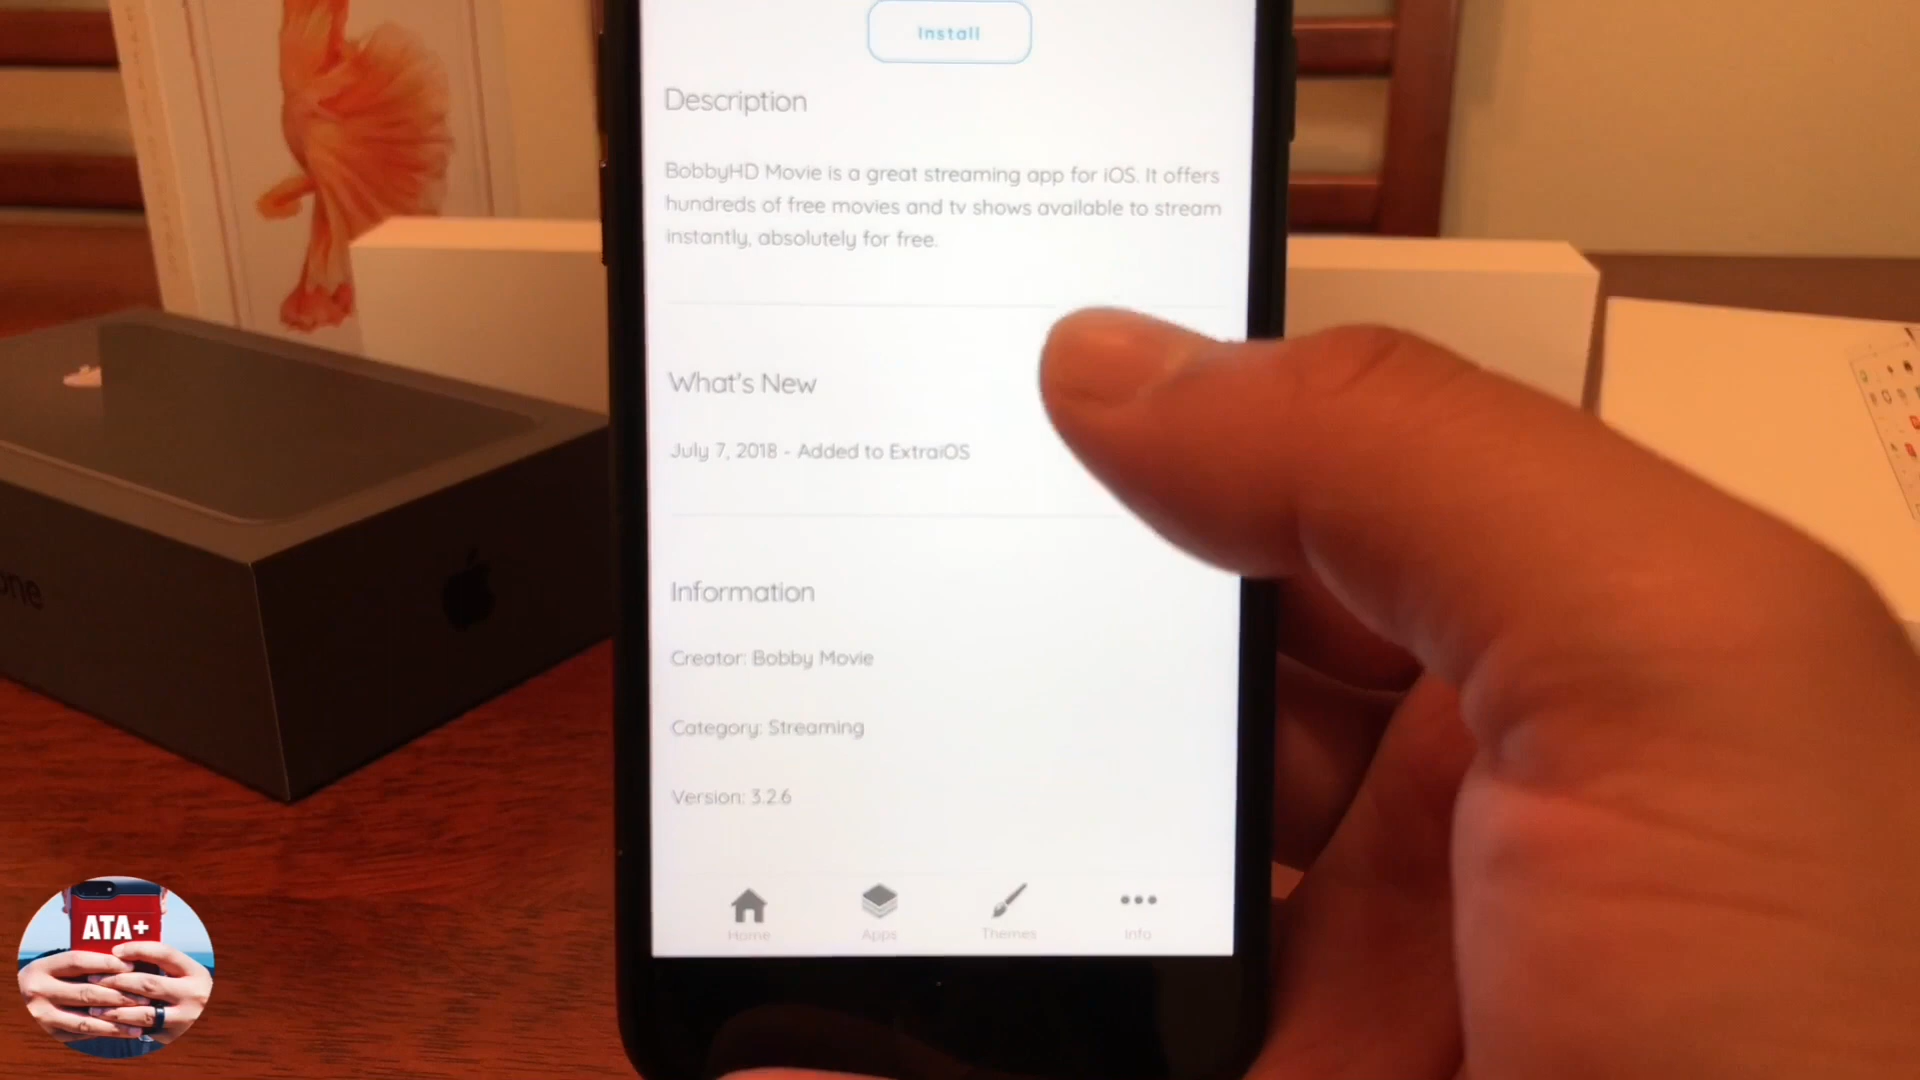 Install
Description
BobbyHD Movie is a great streaming app for iOS. It offers
hundreds of free movies and tv shows available to stream
instantly, absolutely for free.
What's New
July 7, 2018 - Added to ExtraiOS
Information
Creator: Bobby Movie
Category: Streaming
Version: 3.2.6
Home
Apps
Themes
Info
one
ATA+